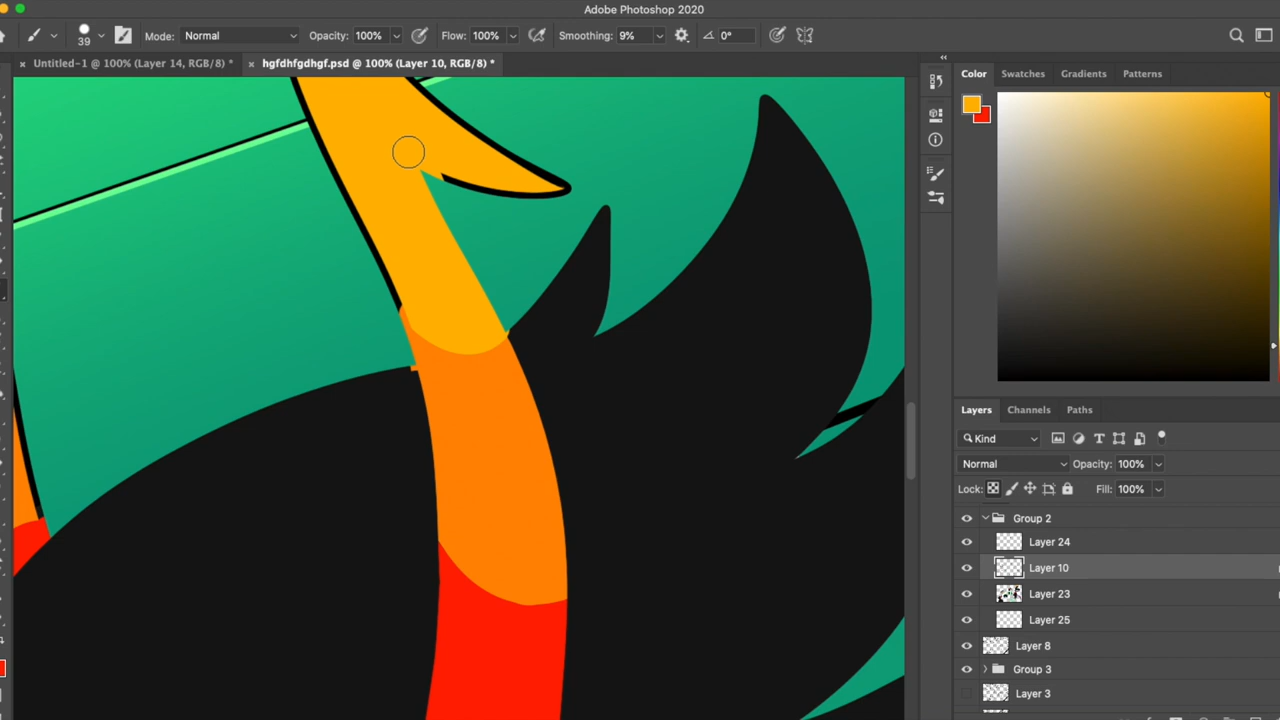 Adobe Photoshop 2020
39 Mode: Normal Opacity: 100% Flow: 100% Smoothing: 9% 0°
× Untitled-1 @ 100% (Layer 14, RGB/8) * × hgfdhfgdhgf.psd @ 100% (Layer 10, RGB/8) *
Color Swatches Gradients Patterns
Layers Channels Paths
Kind
Normal Opacity: 100%
Lock: Fill: 100%
Group 2
Layer 24
Layer 10
Layer 23
Layer 25
Layer 8
Group 3
Layer 3